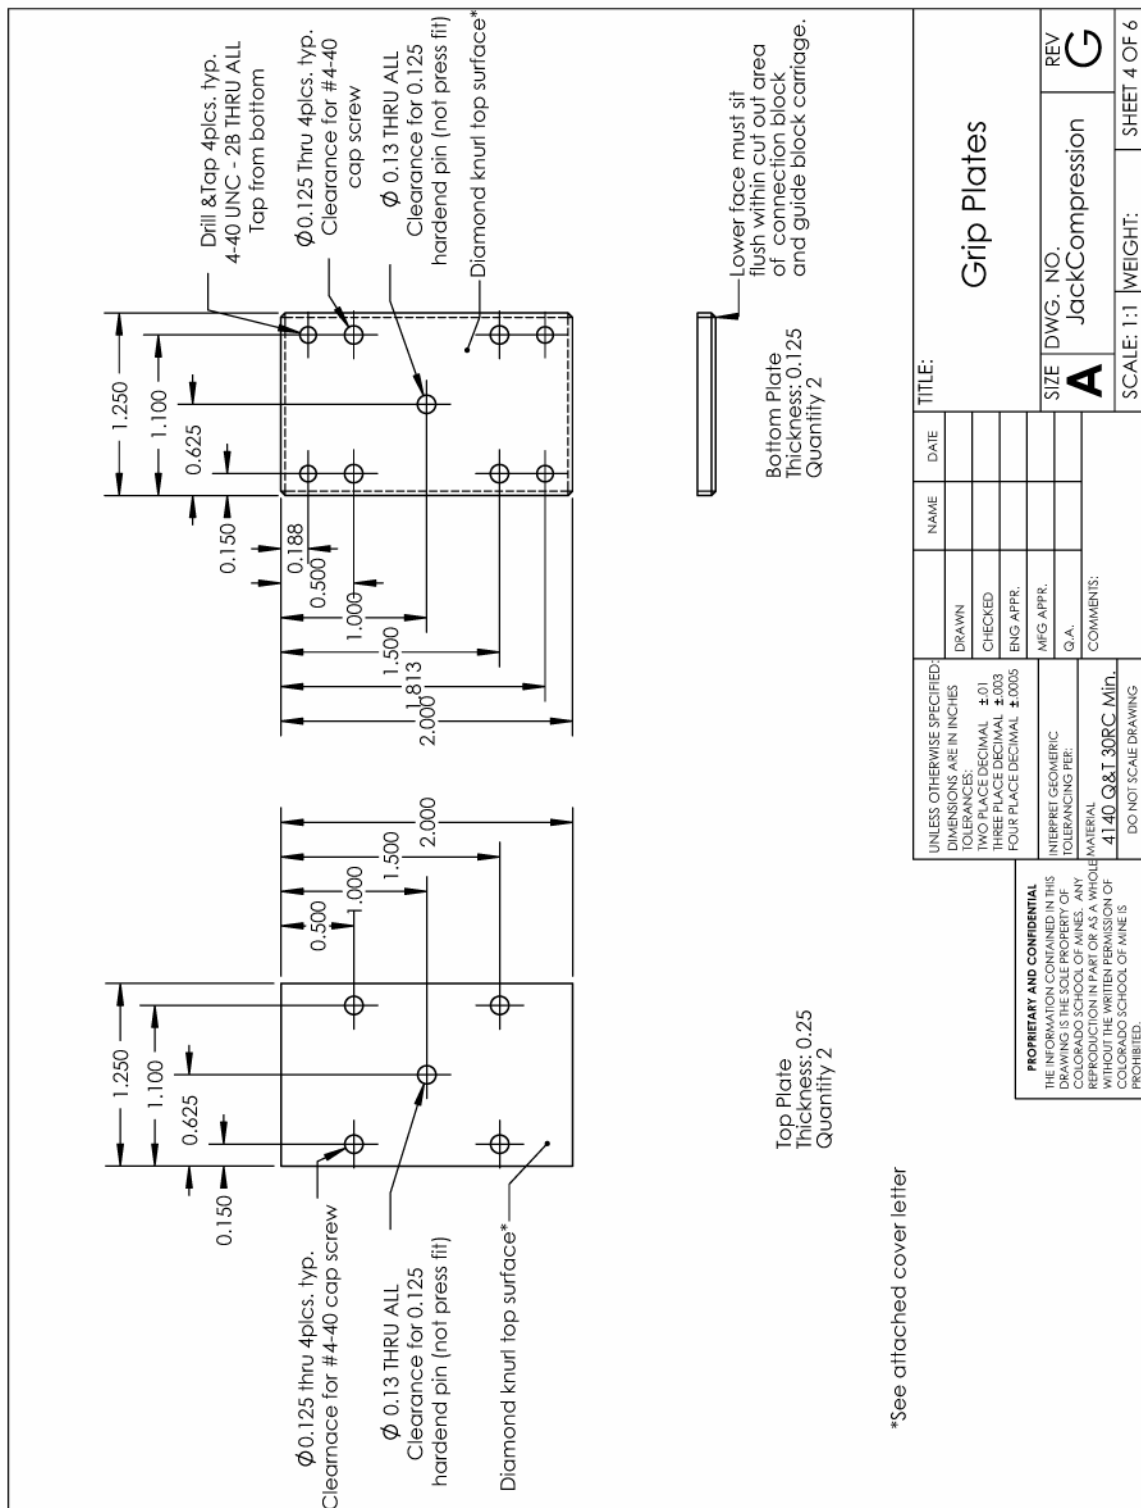 Ø0.125 thru 4plcs. typ.
Clearnace for #4-40 cap screw
Ø 0.13 THRU ALL
Clearance for 0.125
hardend pin (not press fit)
Diamond knurl top surface*
1.250
1.100
0.625
0.150
0.500
1.000
1.500
2.000
Top Plate
Thickness: 0.25
Quantity 2
Drill &Tap 4plcs. typ.
4-40 UNC - 2B THRU ALL
Tap from bottom
Ø0.125 Thru 4plcs. typ.
Clearance for #4-40
cap screw
Ø 0.13 THRU ALL
Clearance for 0.125
hardend pin (not press fit)
Diamond knurl top surface*
1.250
1.100
0.625
0.150
0.188
0.500
1.000
1.500
1.813
2.000
Lower face must sit
flush within cut out area
of connection block
and guide block carriage.
Bottom Plate
Thickness: 0.125
Quantity 2
*See attached cover letter
PROPRIETARY AND CONFIDENTIAL
THE INFORMATION CONTAINED IN THIS
DRAWING IS THE SOLE PROPERTY OF
COLORADO SCHOOL OF MINES. ANY
REPRODUCTION IN PART OR AS A WHOLE
WITHOUT THE WRITTEN PERMISSION OF
COLORADO SCHOOL OF MINE IS
PROHIBITED.
UNLESS OTHERWISE SPECIFIED:
DIMENSIONS ARE IN INCHES
TOLERANCES:
TWO PLACE DECIMAL ±.01
THREE PLACE DECIMAL ±.003
FOUR PLACE DECIMAL ±.0005
INTERPRET GEOMETRIC
TOLERANCING PER:
MATERIAL
4140 Q&T 30RC Min.
DO NOT SCALE DRAWING
NAME DATE
DRAWN
CHECKED
ENG APPR.
MFG APPR.
Q.A.
COMMENTS:
TITLE:
Grip Plates
SIZE DWG. NO. REV
A JackCompression G
SCALE: 1:1 WEIGHT: SHEET 4 OF 6